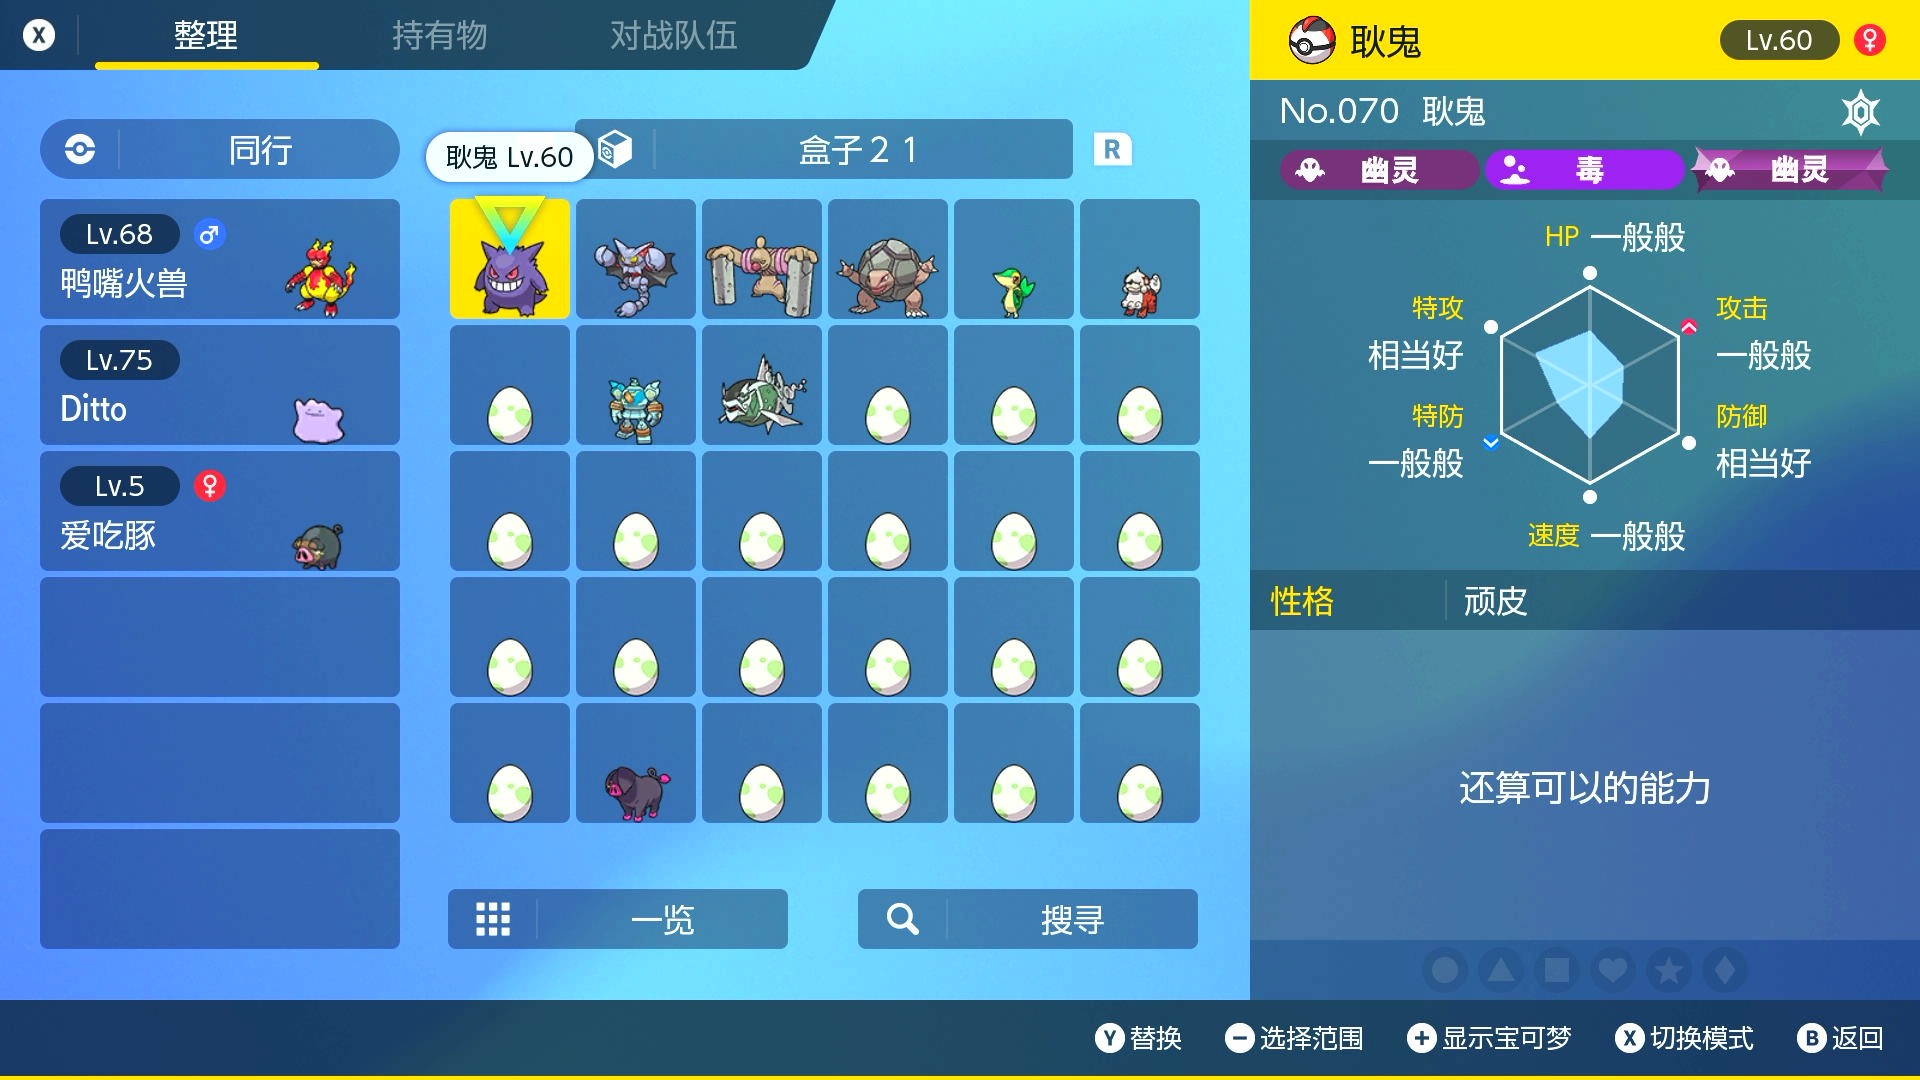 X 整理 持有物 对战队伍
同行
耿鬼 Lv.60
盒子21
R
Lv.68
鸭嘴火兽
Lv.75
Ditto
Lv.5
爱吃豚
一览
搜寻
耿鬼 Lv.60
No.070 耿鬼
幽灵 毒 幽灵
HP 一般般
特攻
相当好
攻击
一般般
特防
一般般
防御
相当好
速度 一般般
性格 顽皮
还算可以的能力
Y 替换 选择范围 显示宝可梦 X 切换模式 B 返回